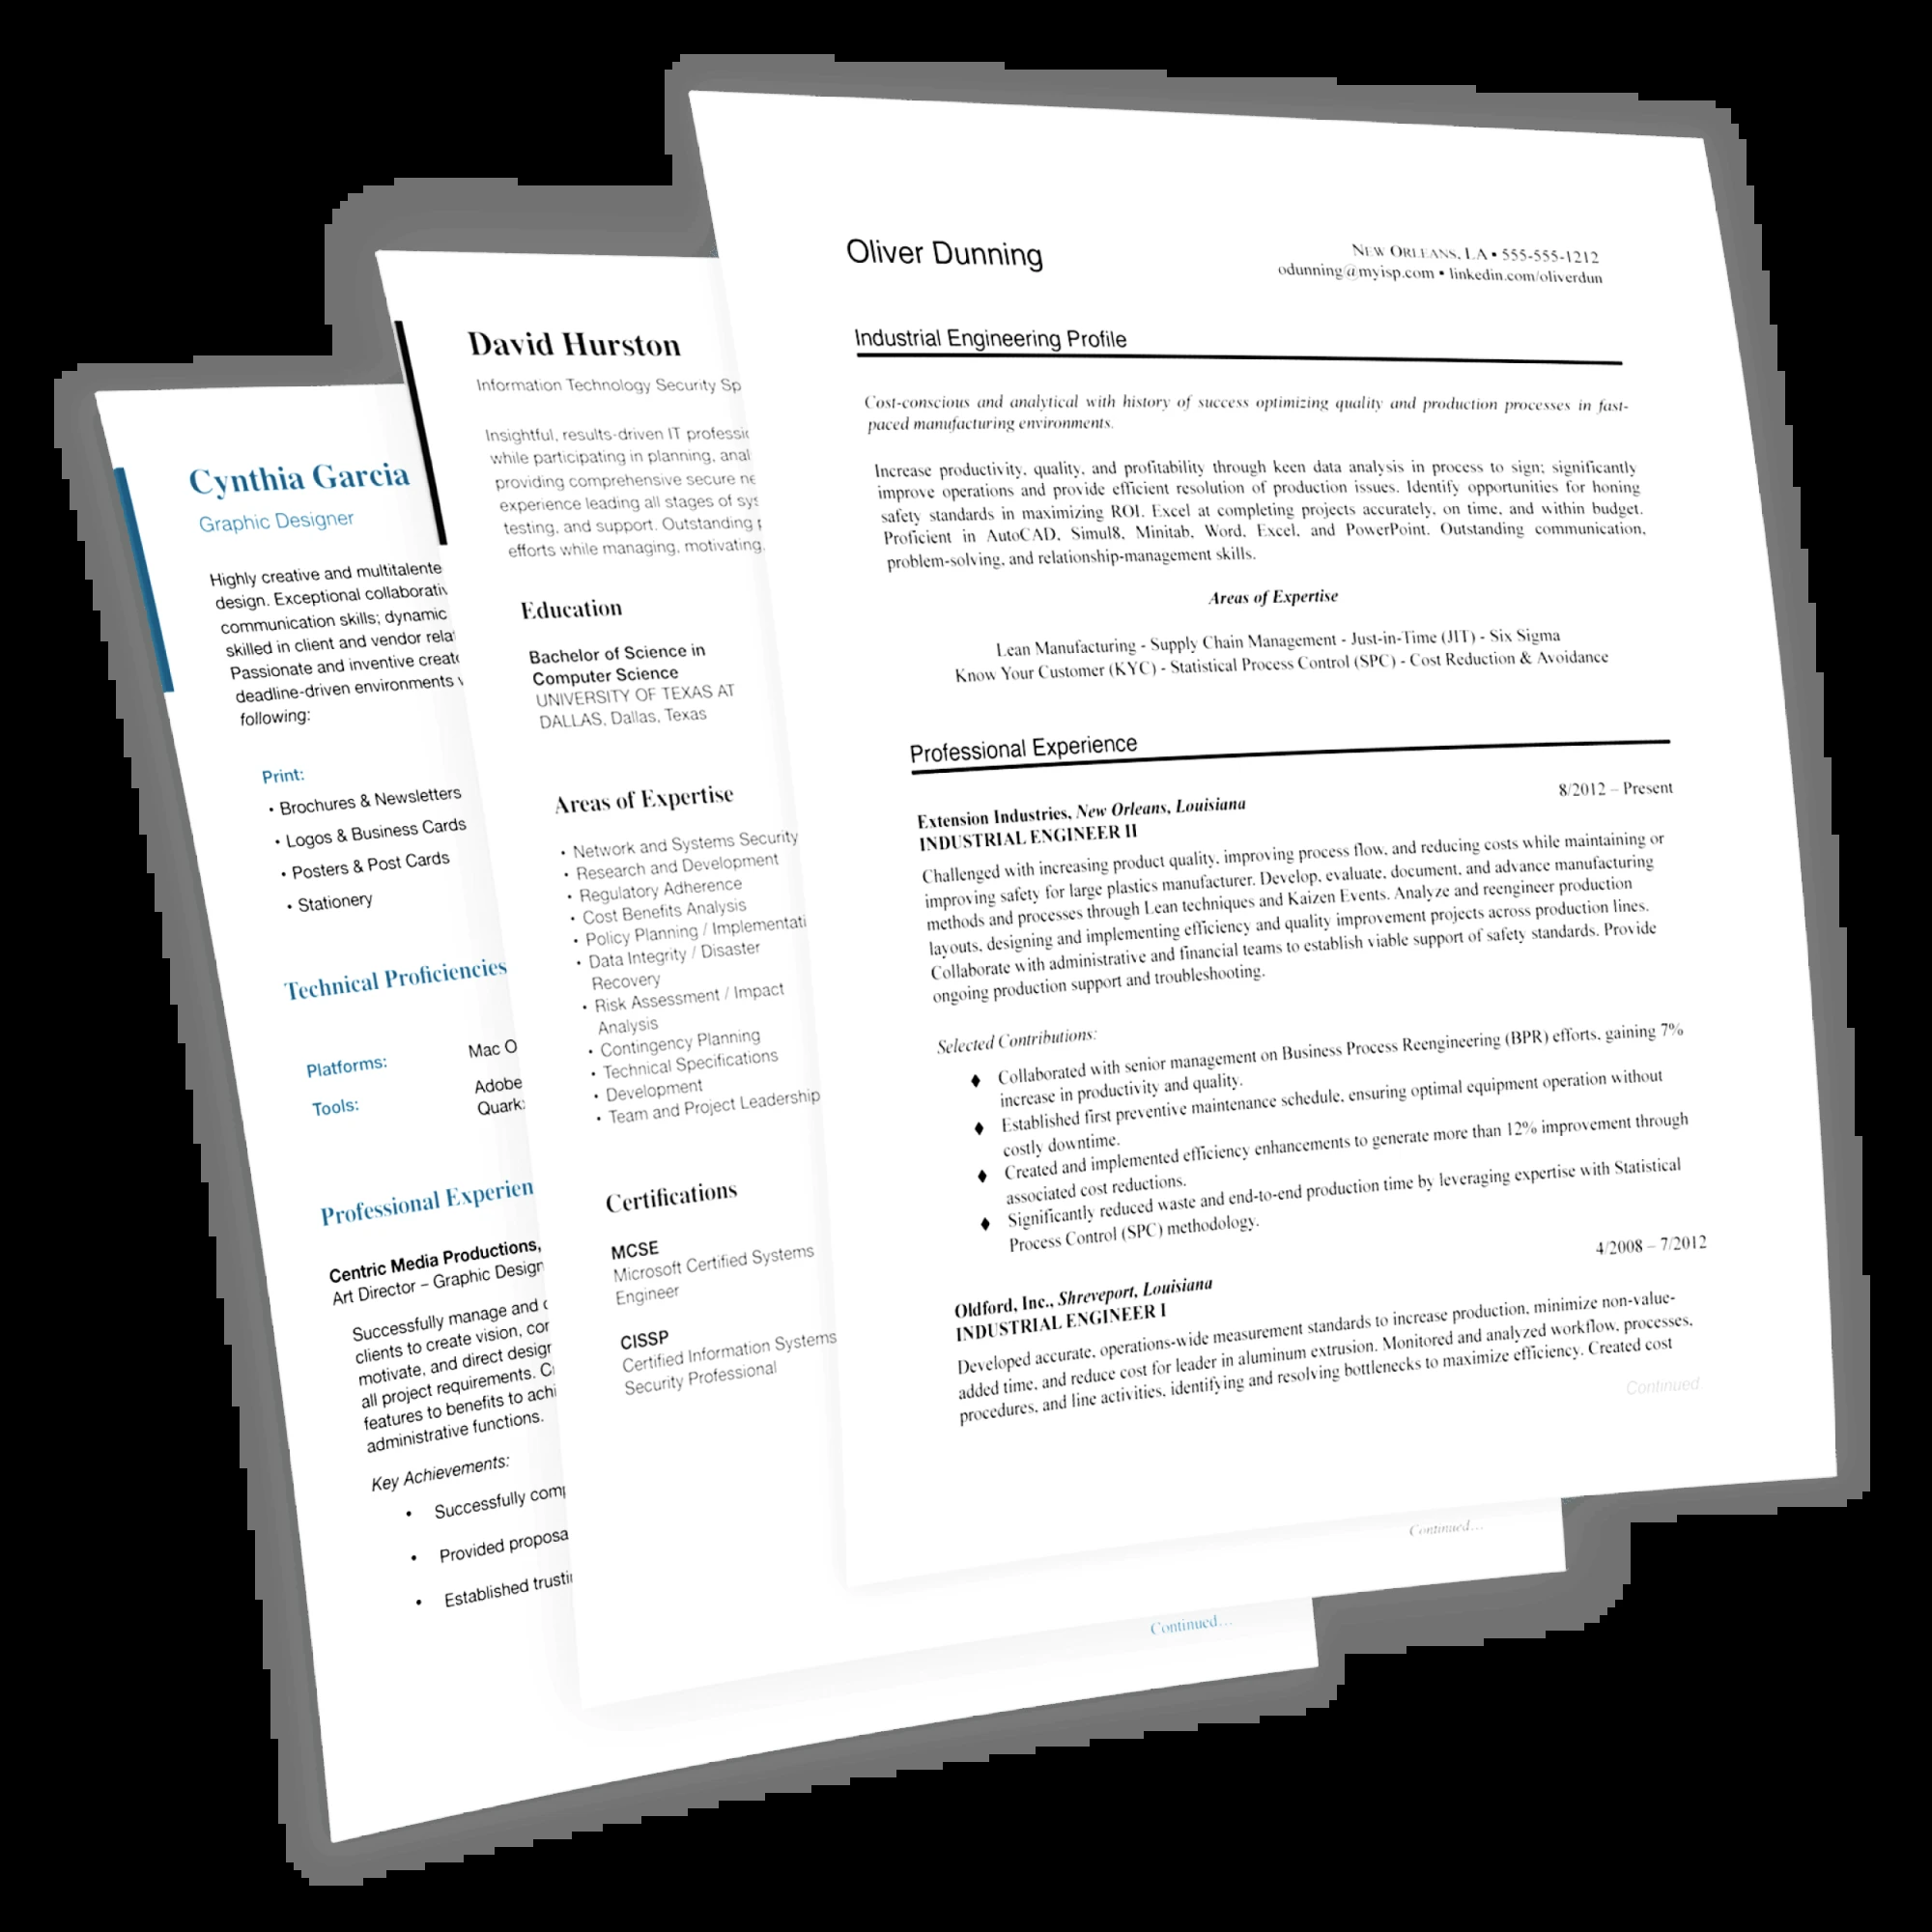 Oliver Dunning
New Orleans, LA • 555-555-1212
odunning@myisp.com • linkedin.com/oliverdun
Industrial Engineering Profile
Cost-conscious and analytical with history of success optimizing quality and production processes in fast-
paced manufacturing environments.
Increase productivity, quality, and profitability through keen data analysis in process to sign; significantly
improve operations and provide efficient resolution of production issues. Identify opportunities for honing
safety standards in maximizing ROI. Excel at completing projects accurately, on time, and within budget.
Proficient in AutoCAD, Simul8, Minitab, Word, Excel, and PowerPoint. Outstanding communication,
problem-solving, and relationship-management skills.
Areas of Expertise
Lean Manufacturing - Supply Chain Management - Just-in-Time (JIT) - Six Sigma
Know Your Customer (KYC) - Statistical Process Control (SPC) - Cost Reduction & Avoidance
Professional Experience
8/2012 – Present
Extension Industries, New Orleans, Louisiana
INDUSTRIAL ENGINEER II
Challenged with increasing product quality, improving process flow, and reducing costs while maintaining or
improving safety for large plastics manufacturer. Develop, evaluate, document, and advance manufacturing
methods and processes through Lean techniques and Kaizen Events. Analyze and reengineer production
layouts, designing and implementing efficiency and quality improvement projects across production lines.
Collaborate with administrative and financial teams to establish viable support of safety standards. Provide
ongoing production support and troubleshooting.
Selected Contributions:
♦ Collaborated with senior management on Business Process Reengineering (BPR) efforts, gaining 7%
increase in productivity and quality.
♦ Established first preventive maintenance schedule, ensuring optimal equipment operation without
costly downtime.
♦ Created and implemented efficiency enhancements to generate more than 12% improvement through
associated cost reductions.
♦ Significantly reduced waste and end-to-end production time by leveraging expertise with Statistical
Process Control (SPC) methodology.
4/2008 – 7/2012
Oldford, Inc., Shreveport, Louisiana
INDUSTRIAL ENGINEER I
Developed accurate, operations-wide measurement standards to increase production, minimize non-value-
added time, and reduce cost for leader in aluminum extrusion. Monitored and analyzed workflow, processes,
procedures, and line activities, identifying and resolving bottlenecks to maximize efficiency. Created cost
Continued
David Hurston
Information Technology Security Sp
Insightful, results-driven IT professi
while participating in planning, anal
providing comprehensive secure ne
experience leading all stages of sys
testing, and support. Outstanding p
efforts while managing, motivating,
Education
Bachelor of Science in
Computer Science
UNIVERSITY OF TEXAS AT
DALLAS, Dallas, Texas
Areas of Expertise
• Network and Systems Security
• Research and Development
• Regulatory Adherence
• Cost Benefits Analysis
• Policy Planning / Implementati
• Data Integrity / Disaster
Recovery
• Risk Assessment / Impact
Analysis
• Contingency Planning
• Technical Specifications
• Development
• Team and Project Leadership
Certifications
MCSE
Microsoft Certified Systems
Engineer
CISSP
Certified Information Systems
Security Professional
Continued…
Cynthia Garcia
Graphic Designer
Highly creative and multitalente
design. Exceptional collaborativ
communication skills; dynamic
skilled in client and vendor rela
Passionate and inventive creato
deadline-driven environments
following:
Print:
• Brochures & Newsletters
• Logos & Business Cards
• Posters & Post Cards
• Stationery
Technical Proficiencies
Platforms: Mac O
Tools: Adobe
Quark
Professional Experien
Centric Media Productions,
Art Director – Graphic Design
Successfully manage and
clients to create vision, cor
motivate, and direct design
all project requirements.
features to benefits to achi
administrative functions.
Key Achievements:
• Successfully comp
• Provided proposa
• Established trusti
Continued…